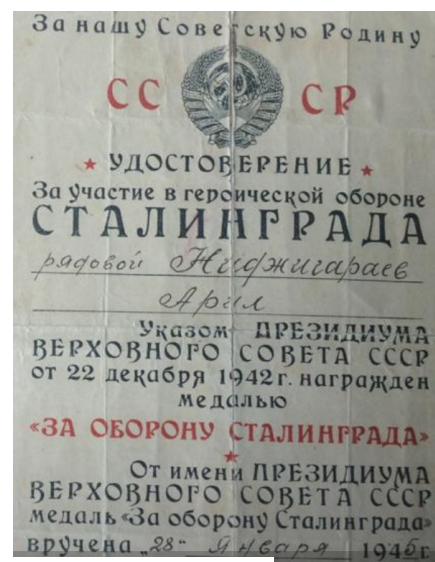 За нашу Советскую Родину
СС СР
УДОСТОВЕРЕНИЕ
За участие в героической обороне
СТАЛИНГРАДА
рядовой Ниджигараев
Арил
Указом ПРЕЗИДИУМА
ВЕРХОВНОГО СОВЕТА СССР
от 22 декабря 1942 г. награжден
медалью
«ЗА ОБОРОНУ СТАЛИНГРАДА»
От имени ПРЕЗИДИУМА
ВЕРХОВНОГО СОВЕТА СССР
медаль «За оборону Сталинграда»
вручена „28“ Января 1945 г.